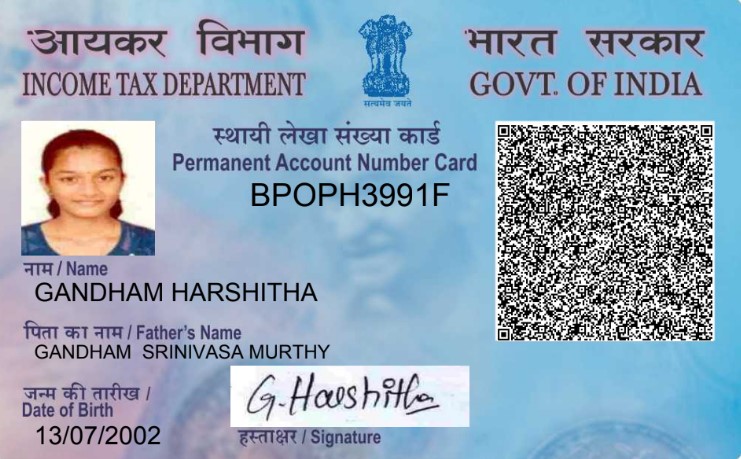 आयकर विभाग
INCOME TAX DEPARTMENT
सत्यमेव जयते
भारत सरकार
GOVT. OF INDIA
स्थायी लेखा संख्या कार्ड
Permanent Account Number Card
BPOPH3991F
नाम / Name
GANDHAM HARSHITHA
पिता का नाम / Father's Name
GANDHAM SRINIVASA MURTHY
जन्म की तारीख /
Date of Birth
13/07/2002
G. Harshitha
हस्ताक्षर / Signature